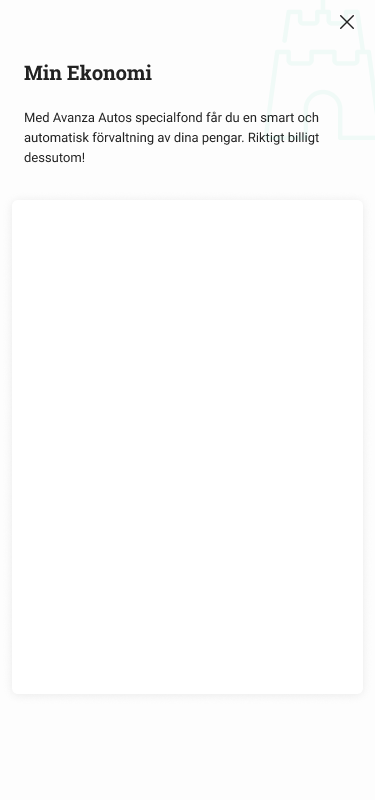 Min Ekonomi
Med Avanza Autos specialfond får du en smart och
automatisk förvaltning av dina pengar. Riktigt billigt
dessutom!